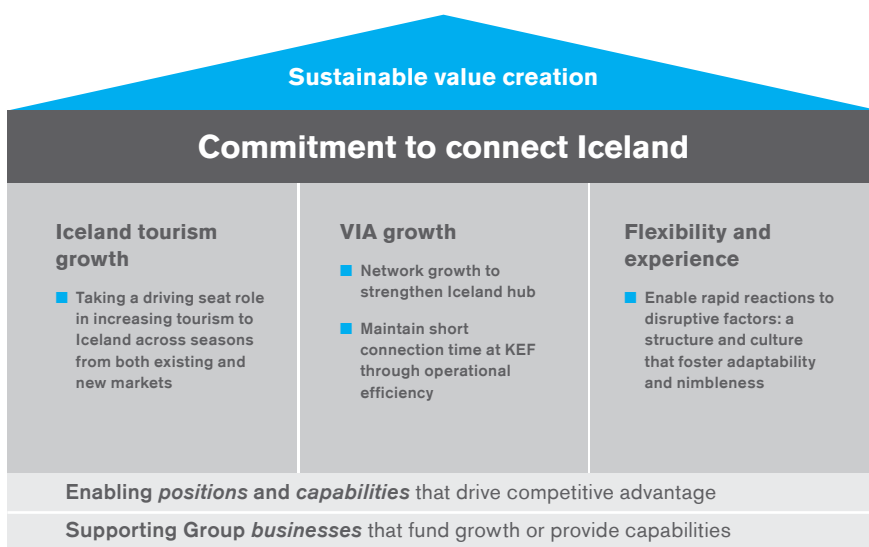 Sustainable value creation
Commitment to connect Iceland
Iceland tourism
growth
Taking a driving seat role
in increasing tourism to
Iceland across seasons
from both existing and
new markets
VIA growth
Network growth to
strengthen Iceland hub
Maintain short
connection time at KEF
through operational
efficiency
Flexibility and
experience
Enable rapid reactions to
disruptive factors: a
structure and culture
that foster adaptability
and nimbleness
Enabling positions and capabilities that drive competitive advantage
Supporting Group businesses that fund growth or provide capabilities